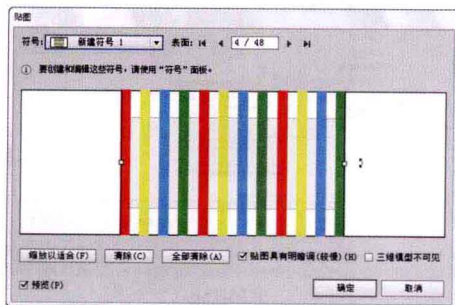 贴图
符号: 新建符号 1 表面: 4 / 48
要创建和编辑这些符号,请使用“符号”面板。
缩放以适合(F) 清除(C) 全部清除(A) 贴图具有明暗调(较慢)(H) 三维模型不可见
预览(P) 确定 取消